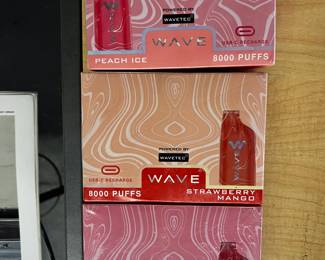 POWERED BY
WAVETEC
WAVE
USB-C RECHARGE
PEACH ICE
8000 PUFFS
POWERED BY
WAVETEC
USB-C RECHARGE
WAVE
8000 PUFFS
STRAWBERRY
MANGO